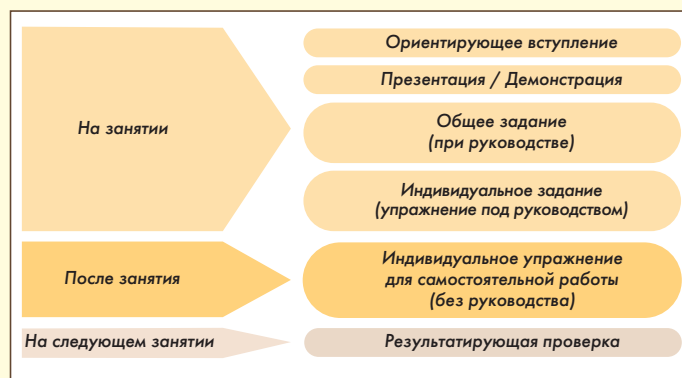 Ориентирующее вступление
Презентация / Демонстрация
На занятии
Общее задание
(при руководстве)
Индивидуальное задание
(упражнение под руководством)
После занятия
Индивидуальное упражнение
для самостоятельной работы
(без руководства)
На следующем занятии
Результатирующая проверка